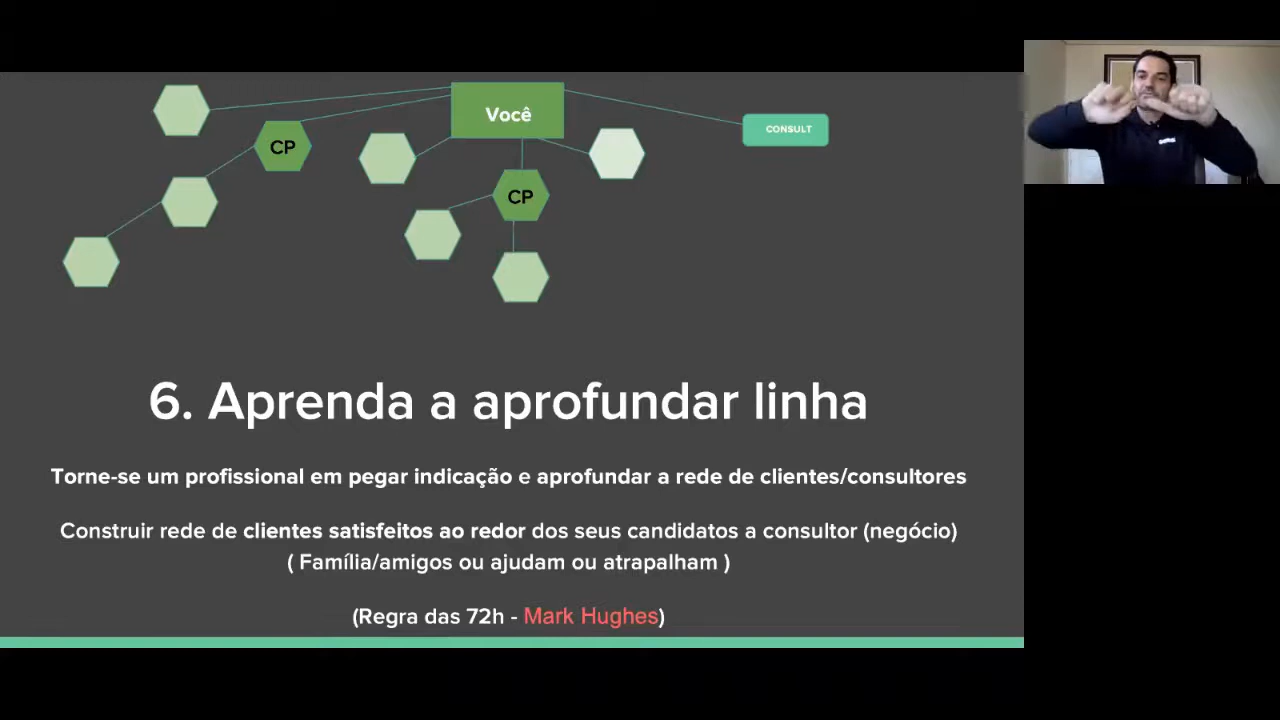 Você
CONSULT
CP
CP
6. Aprenda a aprofundar linha
Torne-se um profissional em pegar indicação e aprofundar a rede de clientes/consultores
Construir rede de clientes satisfeitos ao redor dos seus candidatos a consultor (negócio)
( Família/amigos ou ajudam ou atrapalham )
(Regra das 72h - Mark Hughes)